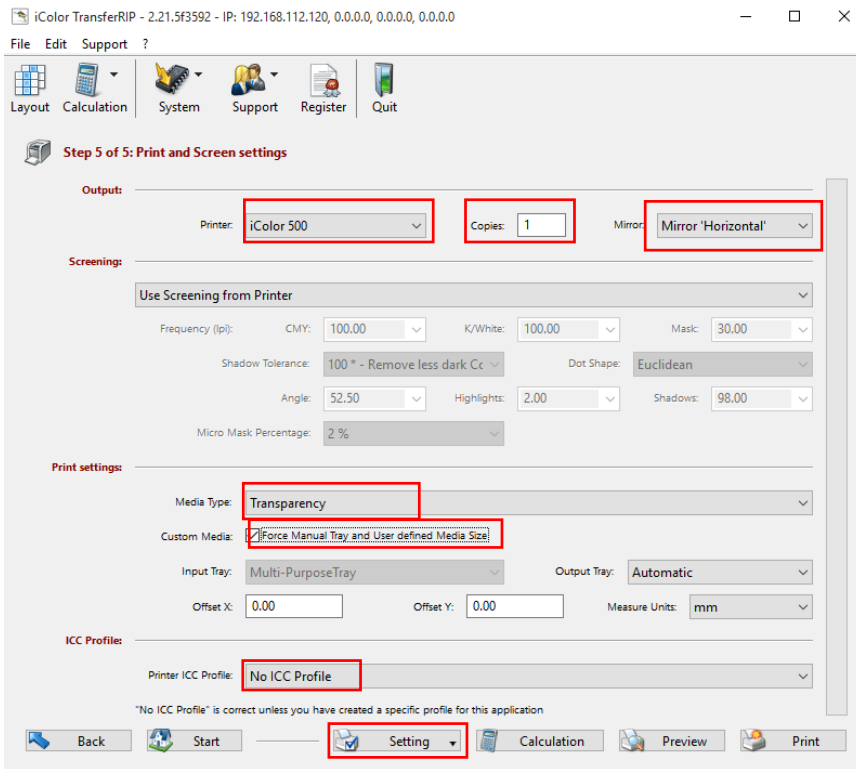 iColor TransferRIP - 2.21.5f3592 - IP: 192.168.112.120, 0.0.0.0, 0.0.0.0, 0.0.0.0
File Edit Support ?
Layout Calculation System Support Register Quit
Step 5 of 5: Print and Screen settings
Output:
Printer: iColor 500 Copies: 1 Mirror: Mirror 'Horizontal'
Screening:
Use Screening from Printer
Frequency (lpi): CMY: 100.00 K/White: 100.00 Mask: 30.00
Shadow Tolerance: 100 * - Remove less dark Cc Dot Shape: Euclidean
Angle: 52.50 Highlights: 2.00 Shadows: 98.00
Micro Mask Percentage: 2 %
Print settings:
Media Type: Transparency
Custom Media: Force Manual Tray and User defined Media Size
Input Tray: Multi-PurposeTray Output Tray: Automatic
Offset X: 0.00 Offset Y: 0.00 Measure Units: mm
ICC Profile:
Printer ICC Profile: No ICC Profile
"No ICC Profile" is correct unless you have created a specific profile for this application
Back Start Setting Calculation Preview Print